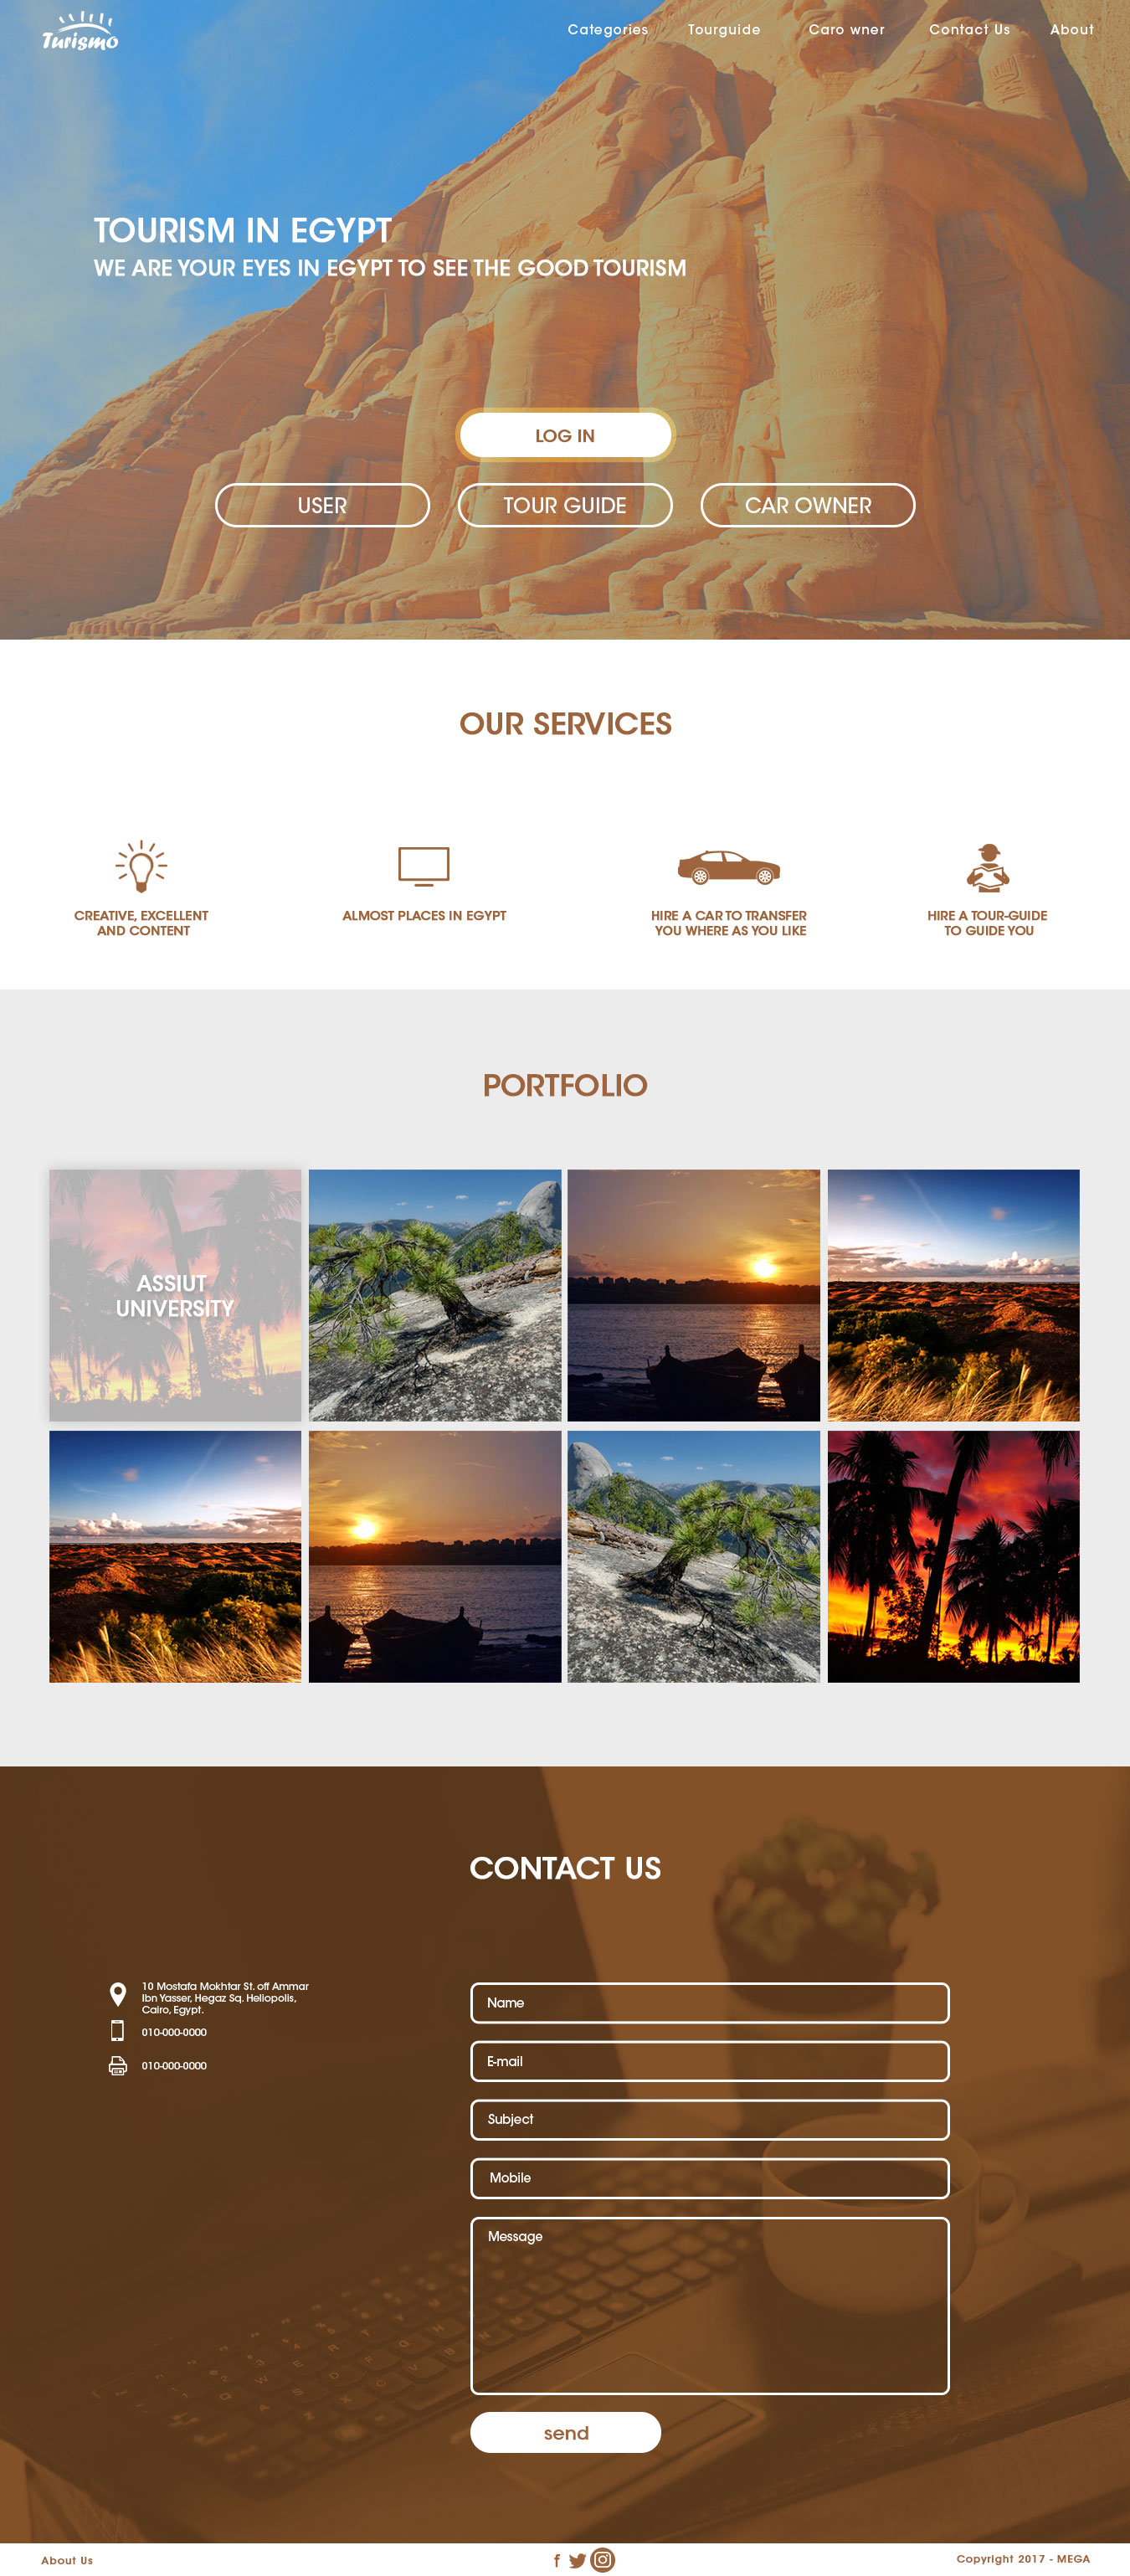 Turismo
Categories
Tourguide
Caro wner
Contact Us
About
TOURISM IN EGYPT
WE ARE YOUR EYES IN EGYPT TO SEE THE GOOD TOURISM
LOG IN
USER
TOUR GUIDE
CAR OWNER
OUR SERVICES
CREATIVE, EXCELLENT
AND CONTENT
ALMOST PLACES IN EGYPT
HIRE A CAR TO TRANSFER
YOU WHERE AS YOU LIKE
HIRE A TOUR-GUIDE
TO GUIDE YOU
PORTFOLIO
ASSIUT
UNIVERSITY
CONTACT US
10 Mostafa Mokhtar St. off Ammar
Ibn Yasser, Hegaz Sq. Heliopolis,
Cairo, Egypt.
010-000-0000
010-000-0000
Name
E-mail
Subject
Mobile
Message
send
About Us
f
Copyright 2017 - MEGA